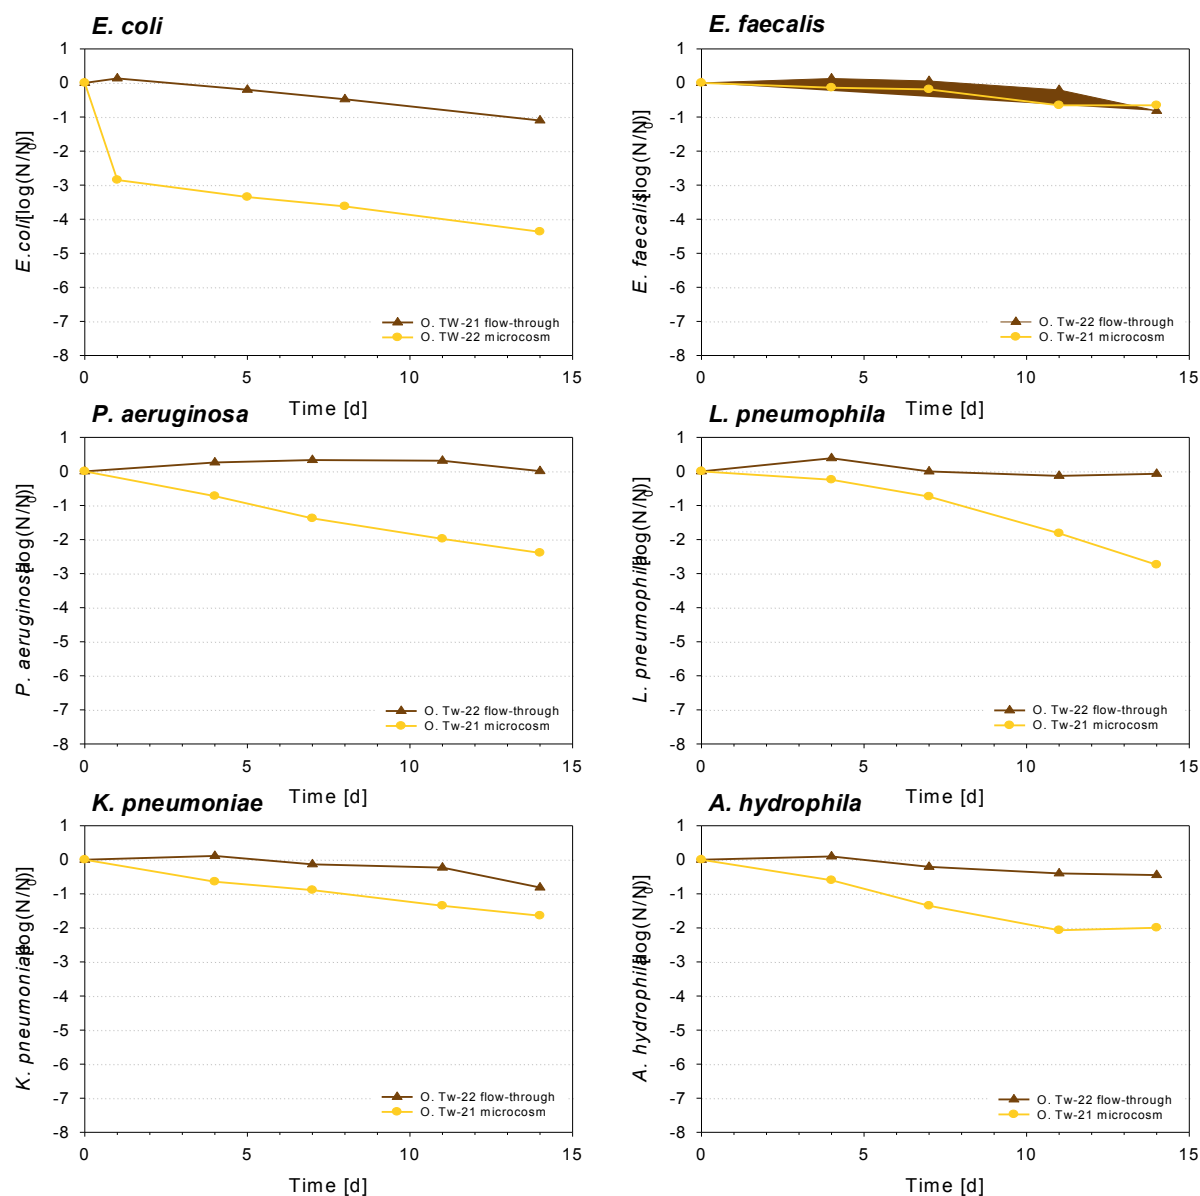 E. coli
1
0
-1
-2
-3
-4
-5
-6
-7
-8
E.coli [log(N/N0)]
O. TW-21 flow-through
O. TW-22 microcosm
0 5 10 15
Time [d]
E. faecalis
1
0
-1
-2
-3
-4
-5
-6
-7
-8
E. faecalis [log(N/N0)]
O. Tw-22 flow-through
O. Tw-21 microcosm
0 5 10 15
Time [d]
P. aeruginosa
1
0
-1
-2
-3
-4
-5
-6
-7
-8
P. aeruginosa [log(N/N0)]
O. Tw-22 flow-through
O. Tw-21 microcosm
0 5 10 15
Time [d]
L. pneumophila
1
0
-1
-2
-3
-4
-5
-6
-7
-8
L. pneumophila [log(N/N0)]
O. Tw-22 flow-through
O. Tw-21 microcosm
0 5 10 15
Time [d]
K. pneumoniae
1
0
-1
-2
-3
-4
-5
-6
-7
-8
K. pneumoniae [log(N/N0)]
O. Tw-22 flow-through
O. Tw-21 microcosm
0 5 10 15
Time [d]
A. hydrophila
1
0
-1
-2
-3
-4
-5
-6
-7
-8
A. hydrophila [log(N/N0)]
O. Tw-22 flow-through
O. Tw-21 microcosm
0 5 10 15
Time [d]